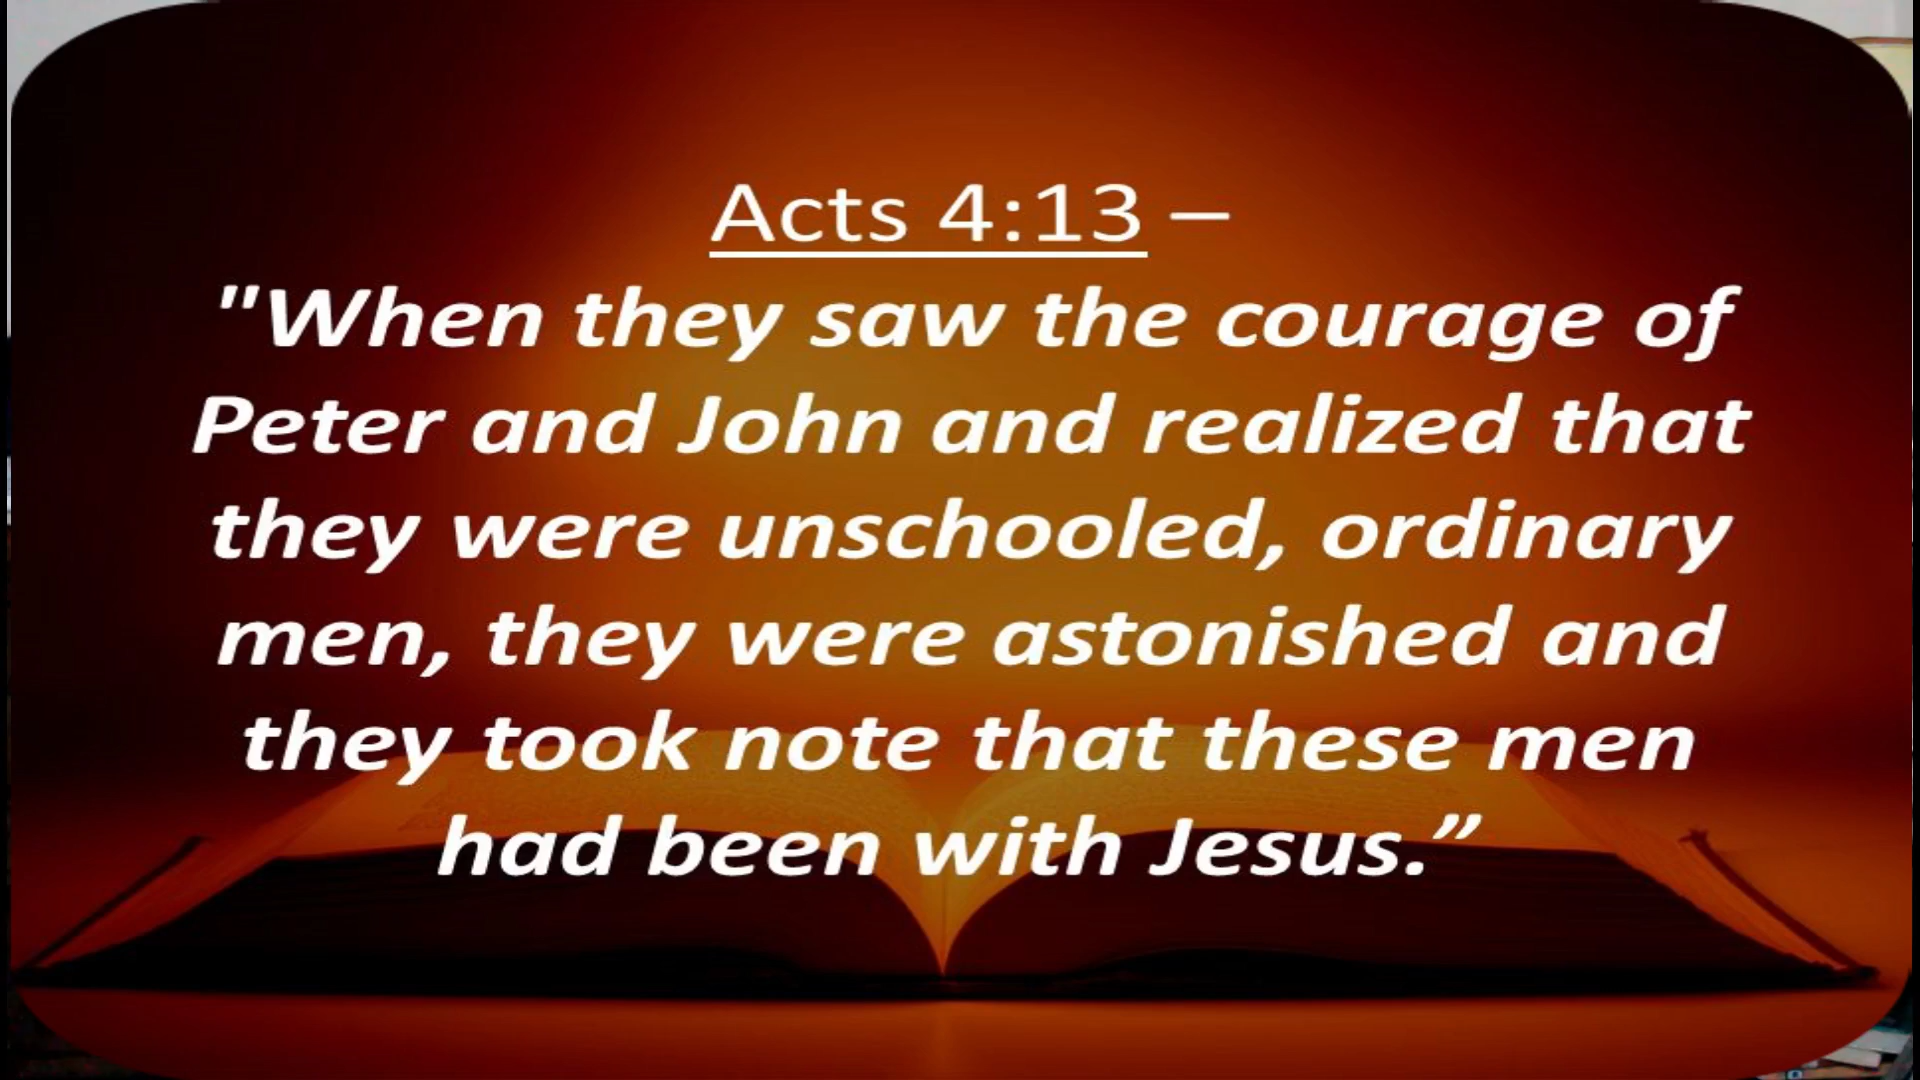 Acts 4:13 –
"When they saw the courage of
Peter and John and realized that
they were unschooled, ordinary
men, they were astonished and
they took note that these men
had been with Jesus.”